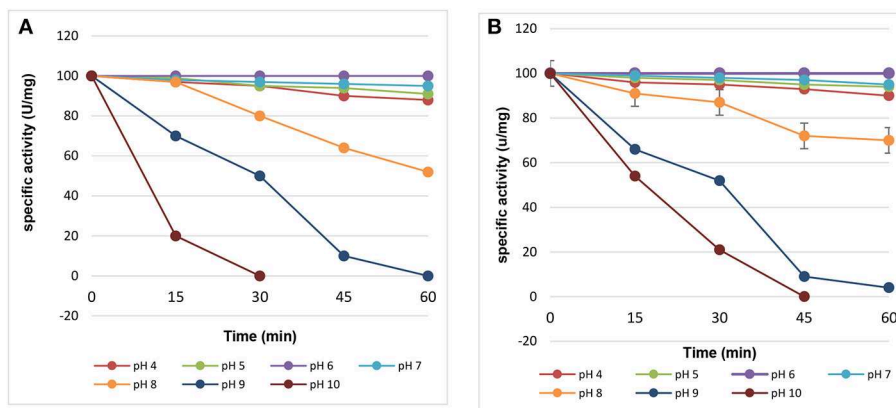 A
120
100
80
60
40
20
0
-20
specific activity (U/mg)
0 15 30 45 60
Time (min)
pH 4 pH 5 pH 6 pH 7
pH 8 pH 9 pH 10
B
120
100
80
60
40
20
0
-20
specific activity (u/mg)
0 15 30 45 60
Time (min)
pH 4 pH 5 pH 6 pH 7
pH 8 pH 9 pH 10